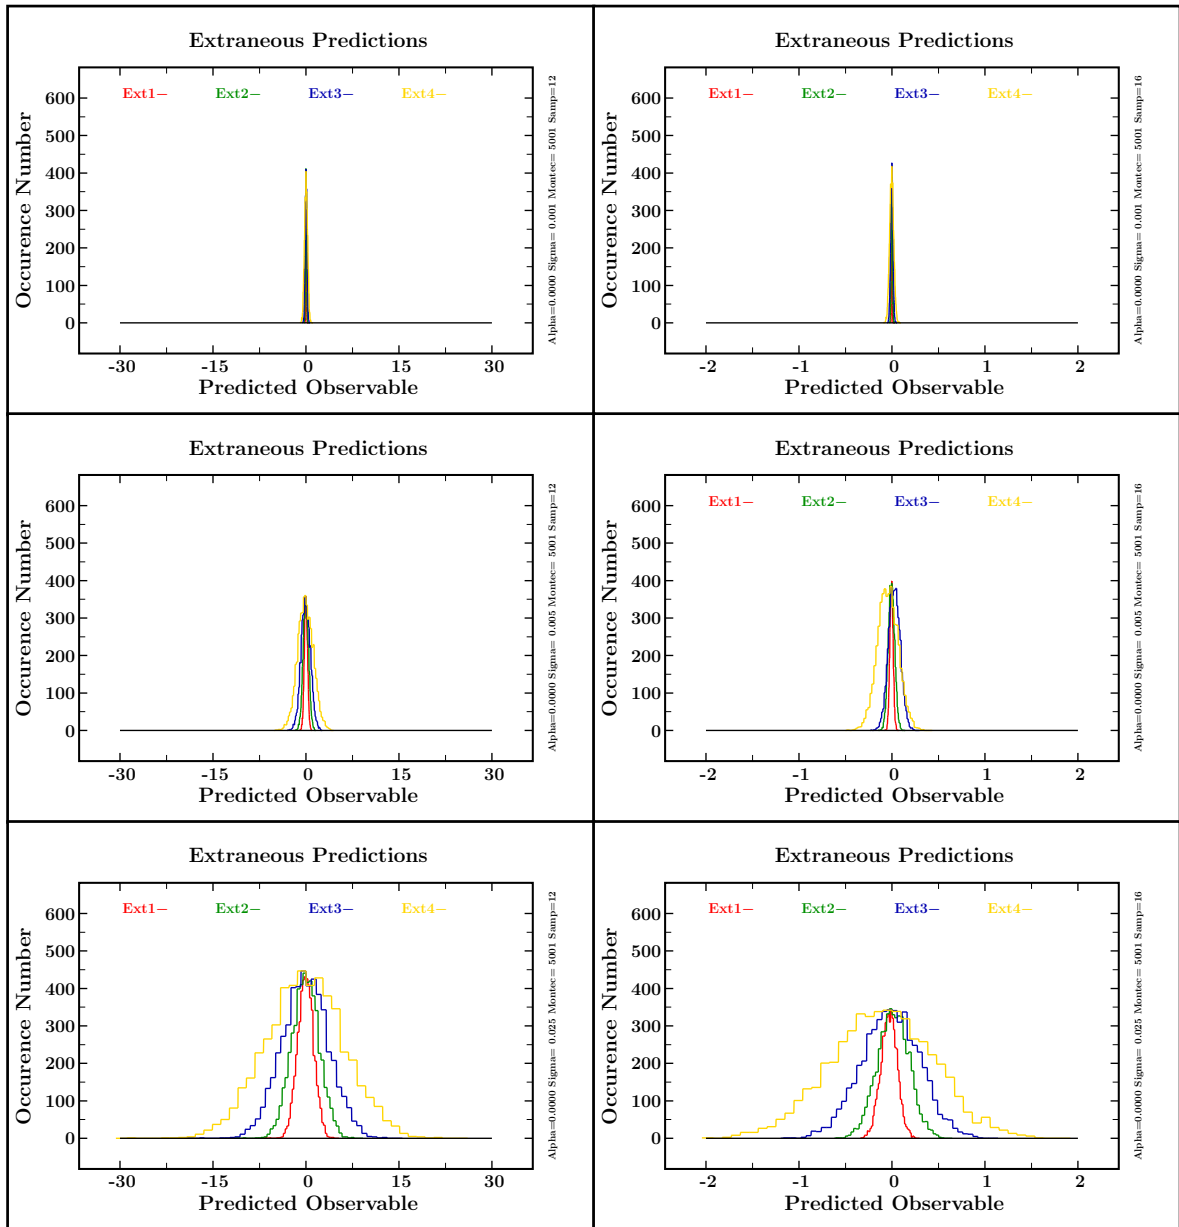 Extraneous Predictions
Ext1– Ext2– Ext3– Ext4–
600
500
400
300
200
100
0
-30 -15 0 15 30
Predicted Observable
Occurence Number
Alpha=0.0000 Sigma= 0.001 Montec= 5001 Samp=12
Extraneous Predictions
Ext1– Ext2– Ext3– Ext4–
600
500
400
300
200
100
0
-2 -1 0 1 2
Predicted Observable
Occurence Number
Alpha=0.0000 Sigma= 0.001 Montec= 5001 Samp=16
Extraneous Predictions
600
500
400
300
200
100
0
-30 -15 0 15 30
Predicted Observable
Occurence Number
Alpha=0.0000 Sigma= 0.005 Montec= 5001 Samp=12
Extraneous Predictions
Ext1– Ext2– Ext3– Ext4–
600
500
400
300
200
100
0
-2 -1 0 1 2
Predicted Observable
Occurence Number
Alpha=0.0000 Sigma= 0.005 Montec= 5001 Samp=16
Extraneous Predictions
Ext1– Ext2– Ext3– Ext4–
600
500
400
300
200
100
0
-30 -15 0 15 30
Predicted Observable
Occurence Number
Alpha=0.0000 Sigma= 0.025 Montec= 5001 Samp=12
Extraneous Predictions
Ext1– Ext2– Ext3– Ext4–
600
500
400
300
200
100
0
-2 -1 0 1 2
Predicted Observable
Occurence Number
Alpha=0.0000 Sigma= 0.025 Montec= 5001 Samp=16